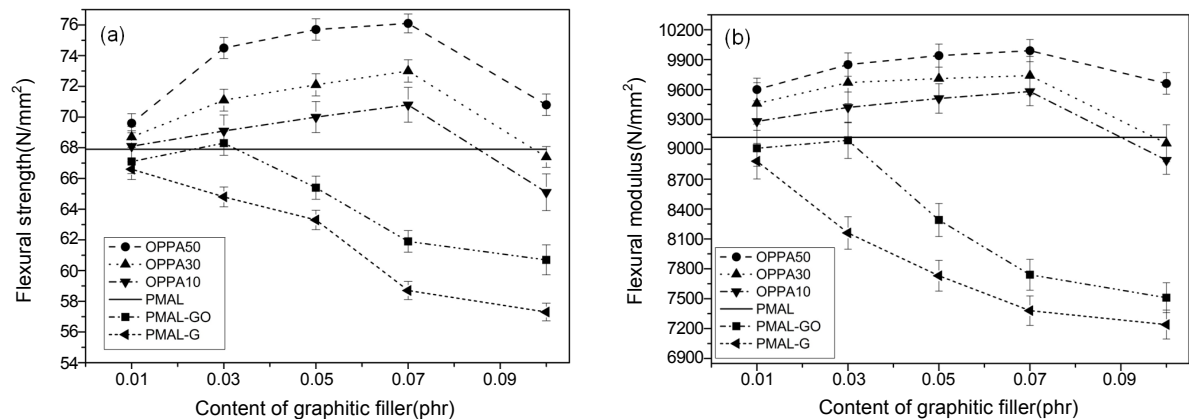 (a)
Flexural strength(N/mm²)
76
74
72
70
68
66
64
62
60
58
56
54
OPPA50
OPPA30
OPPA10
PMAL
PMAL-GO
PMAL-G
0.01
0.03
0.05
0.07
0.09
Content of graphitic filler(phr)
(b)
Flexural modulus(N/mm²)
10200
9900
9600
9300
9000
8700
8400
8100
7800
7500
7200
6900
OPPA50
OPPA30
OPPA10
PMAL
PMAL-GO
PMAL-G
0.01
0.03
0.05
0.07
0.09
Content of graphitic filler(phr)